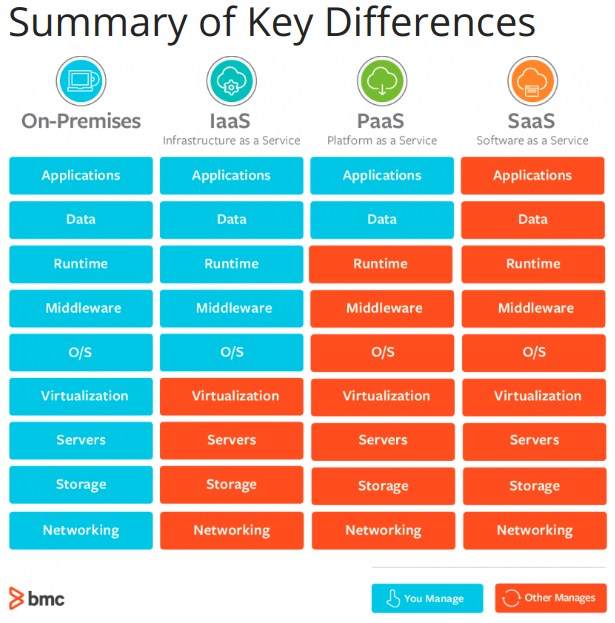 Summary of Key Differences
On-Premises IaaS PaaS SaaS
Infrastructure as a Service Platform as a Service Software as a Service
Applications Applications Applications Applications
Data Data Data Data
Runtime Runtime Runtime Runtime
Middleware Middleware Middleware Middleware
O/S O/S O/S O/S
Virtualization Virtualization Virtualization Virtualization
Servers Servers Servers Servers
Storage Storage Storage Storage
Networking Networking Networking Networking
bmc You Manage Other Manages